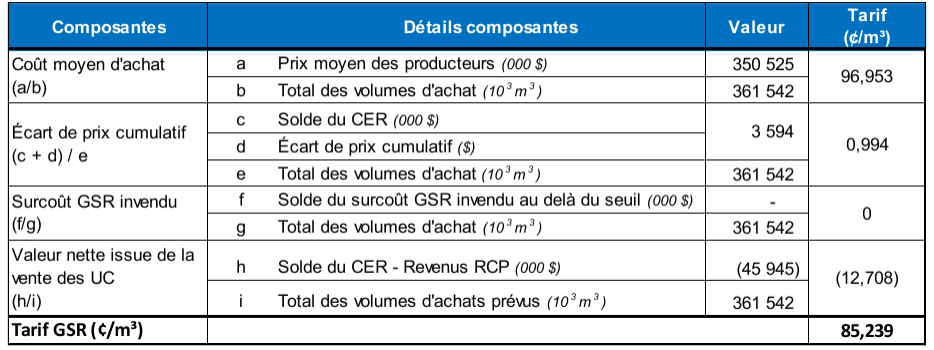 Composantes Détails composantes Valeur Tarif (¢/m³)
Coût moyen d'achat (a/b)
a Prix moyen des producteurs (000 $) 350 525
b Total des volumes d'achat (10³ m³) 361 542
96,953
Écart de prix cumulatif (c + d) / e
c Solde du CER (000 $)
d Écart de prix cumulatif ($)
3 594
e Total des volumes d'achat (10³ m³) 361 542
0,994
Surcoût GSR invendu (f/g)
f Solde du surcoût GSR invendu au delà du seuil (000 $) -
g Total des volumes d'achat (10³ m³) 361 542
0
Valeur nette issue de la vente des UC (h/i)
h Solde du CER - Revenus RCP (000 $) (45 945)
i Total des volumes d'achats prévus (10³ m³) 361 542
(12,708)
Tarif GSR (¢/m³) 85,239